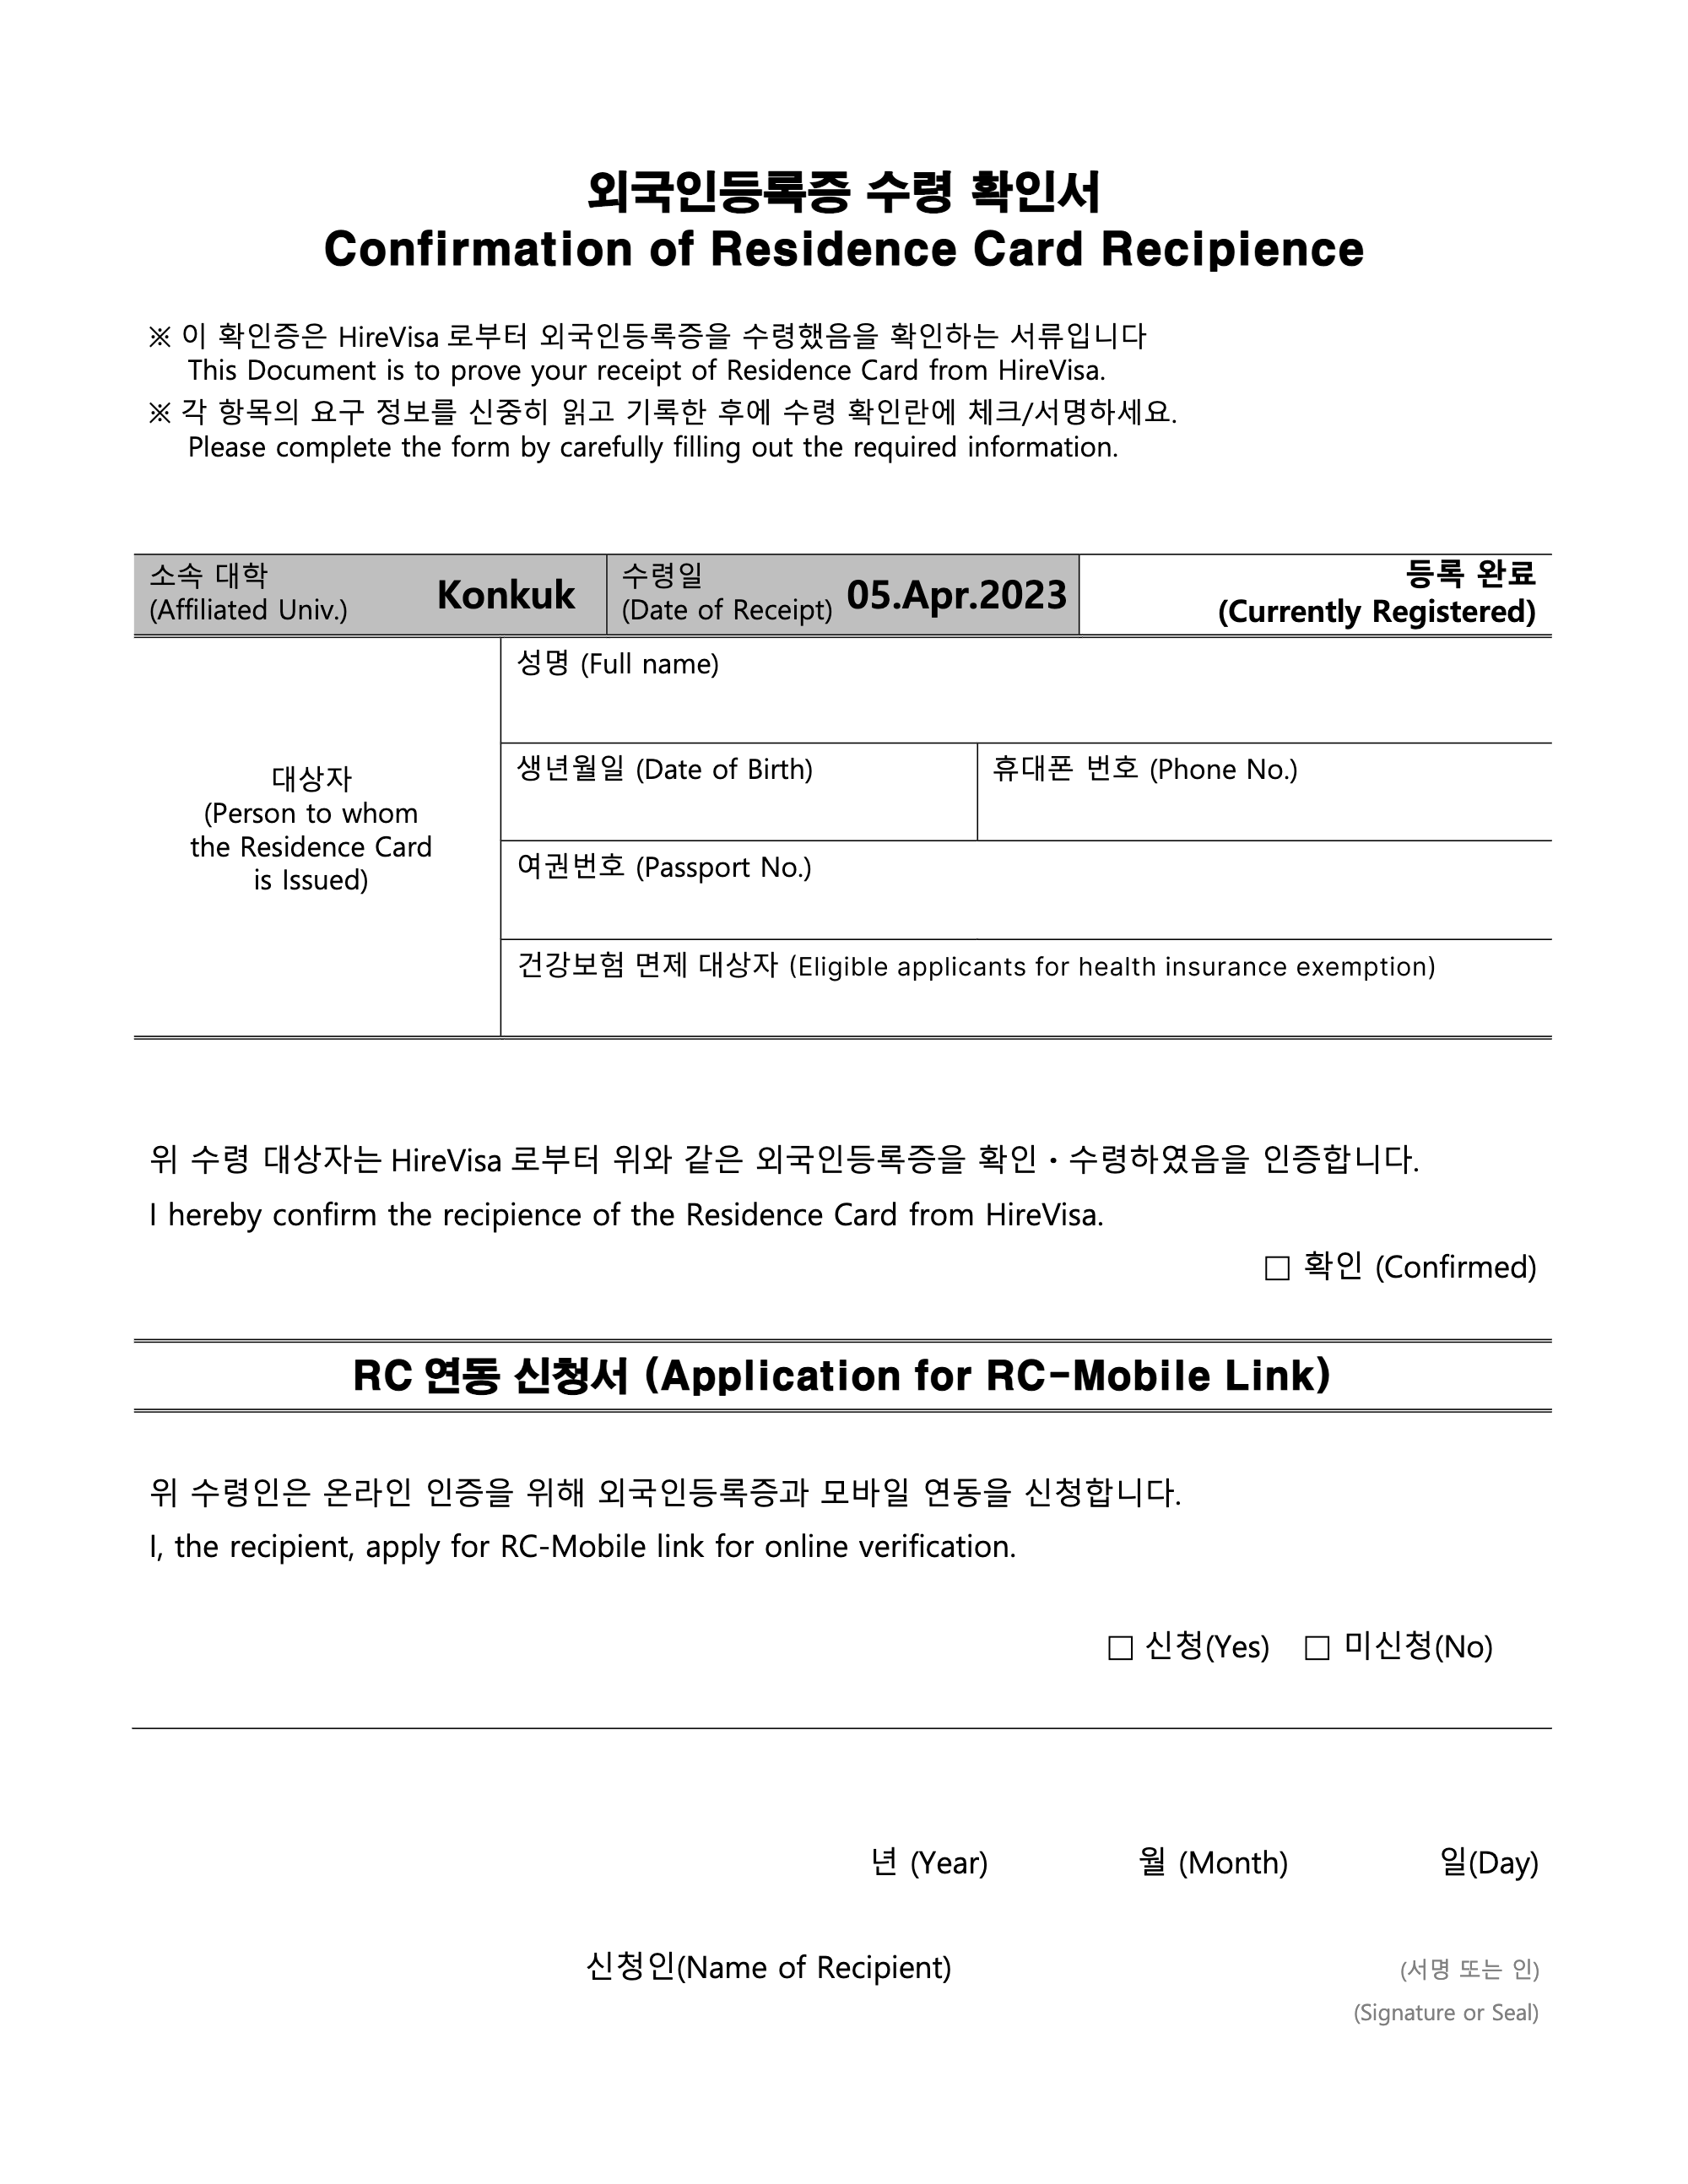 외국인등록증 수령 확인서
Confirmation of Residence Card Recipience
※ 이 확인증은 HireVisa 로부터 외국인등록증을 수령했음을 확인하는 서류입니다
This Document is to prove your receipt of Residence Card from HireVisa.
※ 각 항목의 요구 정보를 신중히 읽고 기록한 후에 수령 확인란에 체크/서명하세요.
Please complete the form by carefully filling out the required information.
소속 대학
(Affiliated Univ.)
Konkuk
수령일
(Date of Receipt)
05.Apr.2023
등록 완료
(Currently Registered)
대상자
(Person to whom
the Residence Card
is Issued)
성명 (Full name)
생년월일 (Date of Birth)
휴대폰 번호 (Phone No.)
여권번호 (Passport No.)
건강보험 면제 대상자 (Eligible applicants for health insurance exemption)
위 수령 대상자는 HireVisa 로부터 위와 같은 외국인등록증을 확인・수령하였음을 인증합니다.
I hereby confirm the recipience of the Residence Card from HireVisa.
□ 확인 (Confirmed)
RC 연동 신청서 (Application for RC-Mobile Link)
위 수령인은 온라인 인증을 위해 외국인등록증과 모바일 연동을 신청합니다.
I, the recipient, apply for RC-Mobile link for online verification.
□ 신청(Yes) □ 미신청(No)
년 (Year) 월 (Month) 일(Day)
신청인(Name of Recipient)
(서명 또는 인)
(Signature or Seal)